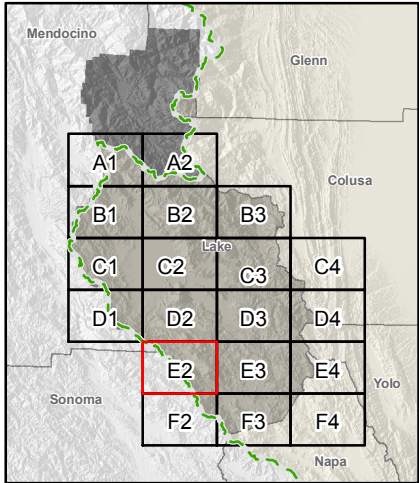 Mendocino
Glenn
A1 A2
Colusa
B1 B2 B3
Lake
C1 C2 C3 C4
D1 D2 D3 D4
E2 E3 E4
Yolo
Sonoma
F2 F3 F4
Napa